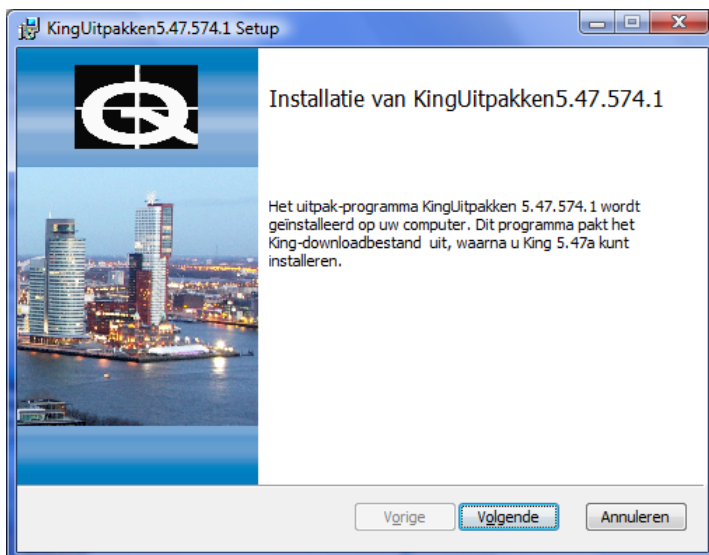 KingUitpakken5.47.574.1 Setup
Installatie van KingUitpakken5.47.574.1
Het uitpak-programma KingUitpakken 5.47.574.1 wordt
geïnstalleerd op uw computer. Dit programma pakt het
King-downloadbestand  uit, waarna u King 5.47a kunt
installeren.
Vorige
Volgende
Annuleren